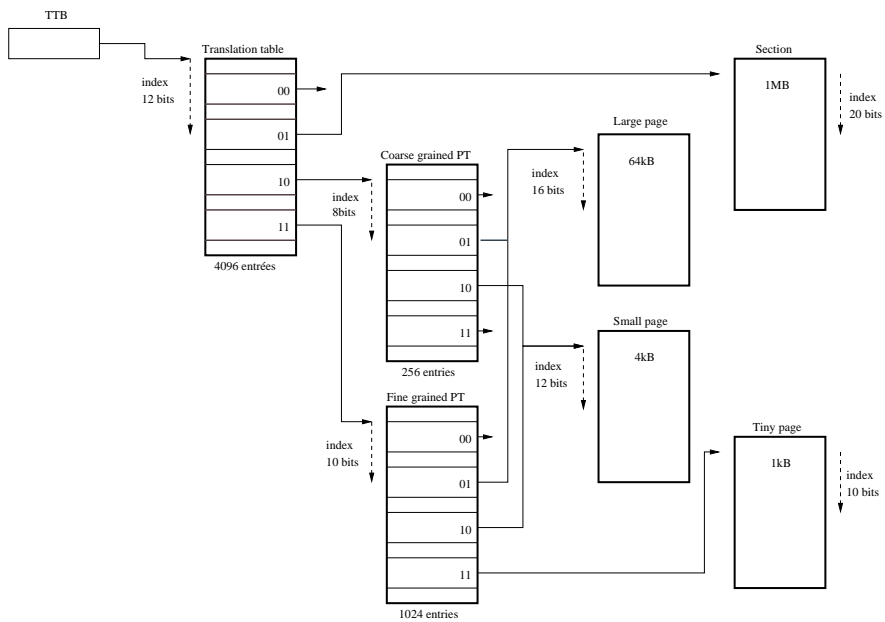 TTB
Translation table
index
12 bits
00
01
10
11
4096 entrées
Coarse grained PT
index
8bits
00
01
10
11
256 entries
Fine grained PT
index
10 bits
00
01
10
11
1024 entries
Large page
index
16 bits
64kB
Small page
index
12 bits
4kB
Section
1MB
index
20 bits
Tiny page
1kB
index
10 bits